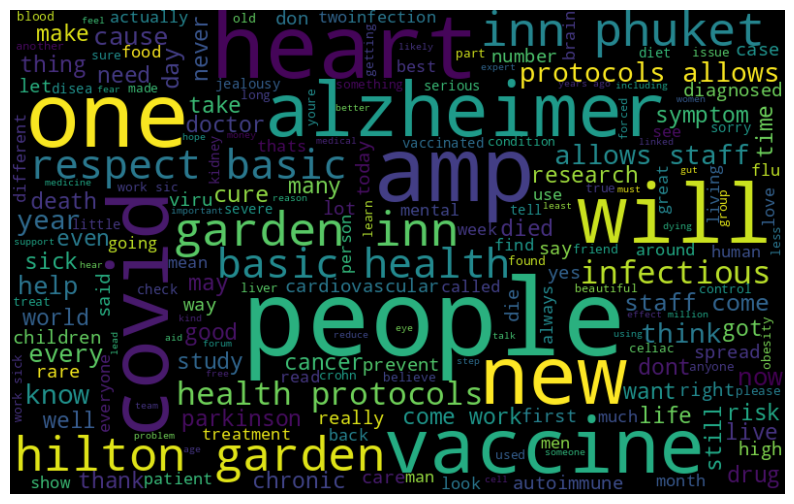 blood
feel
old
actually
don
twoinfection
inn phuket
make
cause
never
heart
getting
likely
part
brain
another
sure
fear
made
food
day
jealousy
something
best
number
diet
issue
case
thing
need
long
youre
protocols allows
expert
years ago
including
let
disea
one
take
better
serious
diagnosed
women
alzheimer
forced
symptom
linked
time
different
doctor
hope
money
kidney
medical
vaccinated
condition
see
sorry
respect basic
thats
today
amp
allows staff
gut
flu
medicine
death
work sic
cure
many
research
true
must
living
great
viru
lot
mental
use
will
group
love
year
little
important
severe
reason
learn
tell
least
dying
less
support
even
going
garden inn
person
week
died
find
friend
around
human
hear
covid
mean
say
sick
said
check
way
basic health
found
yes
infectious
help
may
liver
cardiovascular
called
die
always
beautiful
control
treat
kind
aid
forum
reduce
eye
talk
using
effect
million
staff come
world
good
people
think
got
children
lead
study
cancer
prevent
step
celiac
spread
obesity
every
everyone
free
crohn
believe
new
dont
anyone
now
rare
read
health protocols
want
right
please
know
team
work sick
parkinson
really
come work
first
much
life
risk
well
problem
treatment
back
men
still
live
hilton garden
age
used
someone
vaccine
high
show
thank
patient
chronic
care
man
look
cell
autoimmune
month
drug